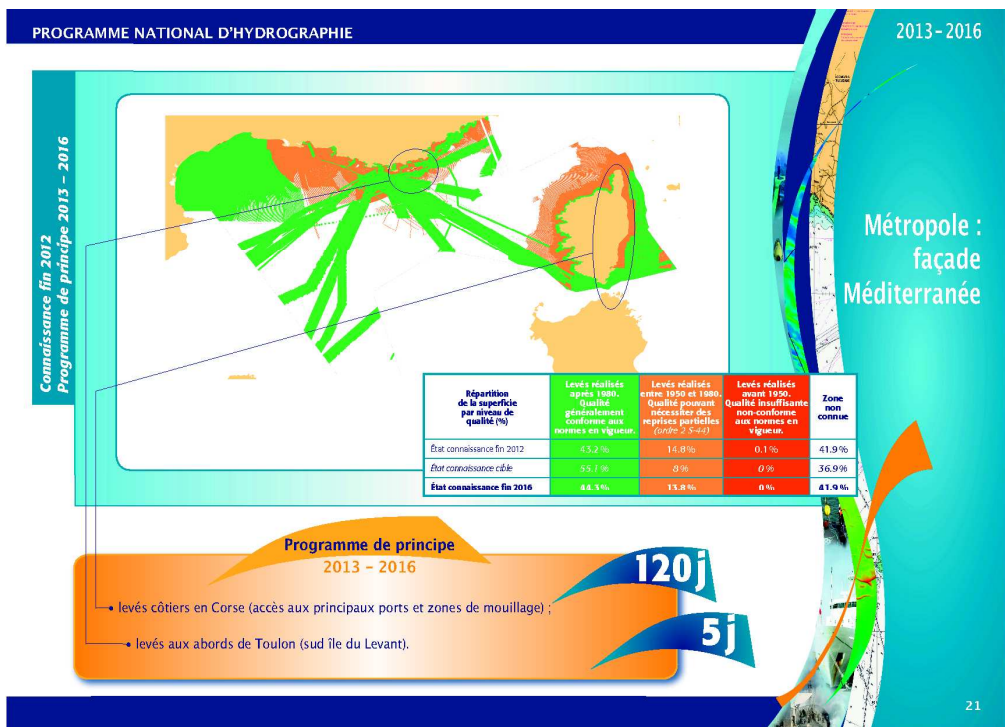 PROGRAMME NATIONAL D'HYDROGRAPHIE
2013 – 2016
Connaissance fin 2012
Programme de principe 2013 – 2016
Métropole :
façade
Méditerranée
Répartition
de la superficie
par niveau de
qualité (%)
Levés réalisés
après 1980.
Qualité
généralement
conforme aux
normes en vigueur.
Levés réalisés
entre 1950 et 1980.
Qualité pouvant
nécessiter des
reprises partielles
(ordre 2 S-44)
Levés réalisés
avant 1950.
Qualité insuffisante
non-conforme
aux normes en
vigueur.
Zone
non
connue
État connaissance fin 2012 43.2 % 14.8 % 0.1 % 41.9 %
État connaissance cible 55.1 % 8 % 0 % 36.9 %
État connaissance fin 2016 44.3 % 13.8 % 0 % 41.9 %
Programme de principe
2013 – 2016
120 j
• levés côtiers en Corse (accès aux principaux ports et zones de mouillage) ;
5 j
• levés aux abords de Toulon (sud île du Levant).
21